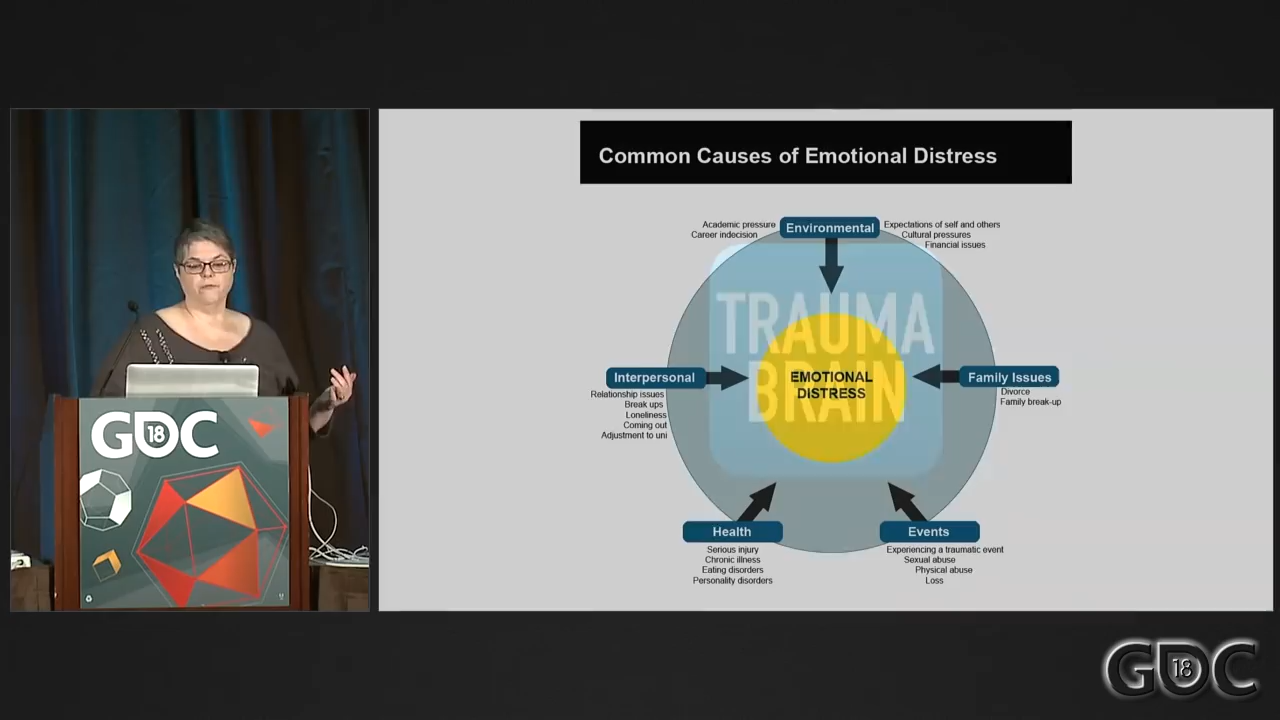 Common Causes of Emotional Distress
Academic pressure
Career indecision
Environmental
Expectations of self and others
Cultural pressures
Financial issues
TRAUMA
BRAIN
EMOTIONAL
DISTRESS
Interpersonal
Relationship issues
Break ups
Loneliness
Coming out
Adjustment to uni
Family Issues
Divorce
Family break-up
Health
Serious injury
Chronic illness
Eating disorders
Personality disorders
Events
Experiencing a traumatic event
Sexual abuse
Physical abuse
Loss
GDC
18
GDC
18